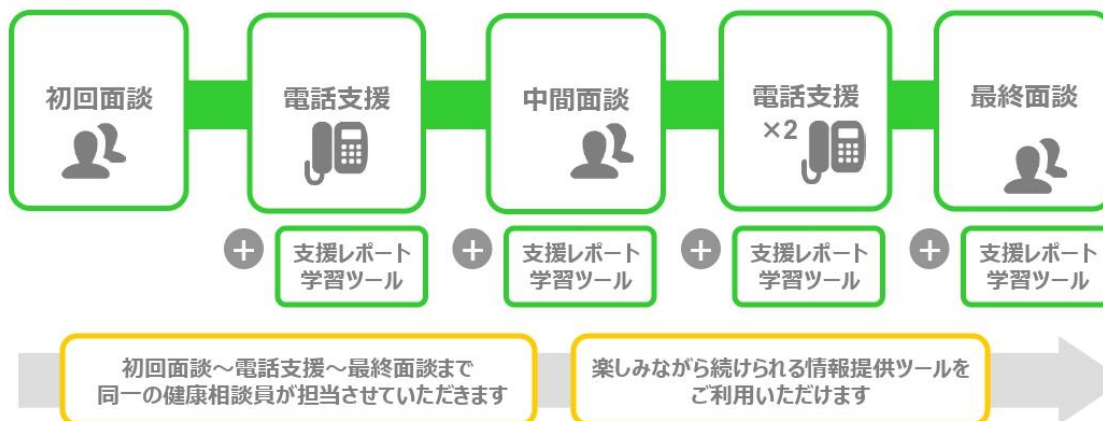 初回面談
電話支援
中間面談
電話支援
×2
最終面談
支援レポート
学習ツール
支援レポート
学習ツール
支援レポート
学習ツール
支援レポート
学習ツール
初回面談～電話支援～最終面談まで
同一の健康相談員が担当させていただきます
楽しみながら続けられる情報提供ツールを
ご利用いただけます